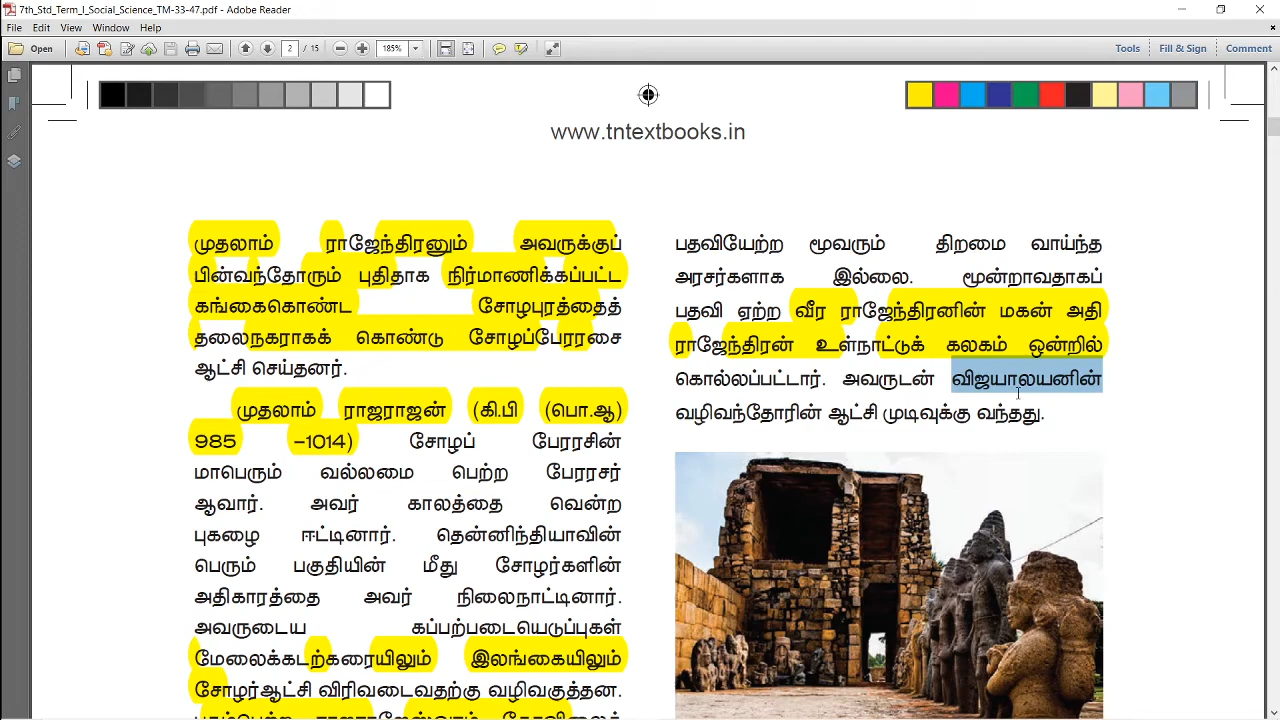 7th_Std_Term_I_Social_Science_TM-33-47.pdf - Adobe Reader
File Edit View Window Help
Open 2 / 15 185% Tools Fill & Sign Comment
www.tntextbooks.in
முதலாம் ராஜேந்திரனும் அவருக்குப்
பின்வந்தோரும் புதிதாக நிர்மாணிக்கப்பட்ட
கங்கைகொண்ட சோழபுரத்தைத்
தலைநகராகக் கொண்டு சோழப்பேரரசை
ஆட்சி செய்தனர்.
முதலாம் ராஜராஜன் (கி.பி (பொ.ஆ)
985 –1014) சோழப் பேரரசின்
மாபெரும் வல்லமை பெற்ற பேரரசர்
ஆவார். அவர் காலத்தை வென்ற
புகழை ஈட்டினார். தென்னிந்தியாவின்
பெரும் பகுதியின் மீது சோழர்களின்
அதிகாரத்தை அவர் நிலைநாட்டினார்.
அவருடைய கப்பற்படையெடுப்புகள்
மேலைக்கடற்கரையிலும் இலங்கையிலும்
சோழர்ஆட்சி விரிவடைவதற்கு வழிவகுத்தன.
பதவியேற்ற மூவரும் திறமை வாய்ந்த
அரசர்களாக இல்லை. மூன்றாவதாகப்
பதவி ஏற்ற வீர ராஜேந்திரனின் மகன் அதி
ராஜேந்திரன் உள்நாட்டுக் கலகம் ஒன்றில்
கொல்லப்பட்டார். அவருடன் விஜயாலயனின்
வழிவந்தோரின் ஆட்சி முடிவுக்கு வந்தது.